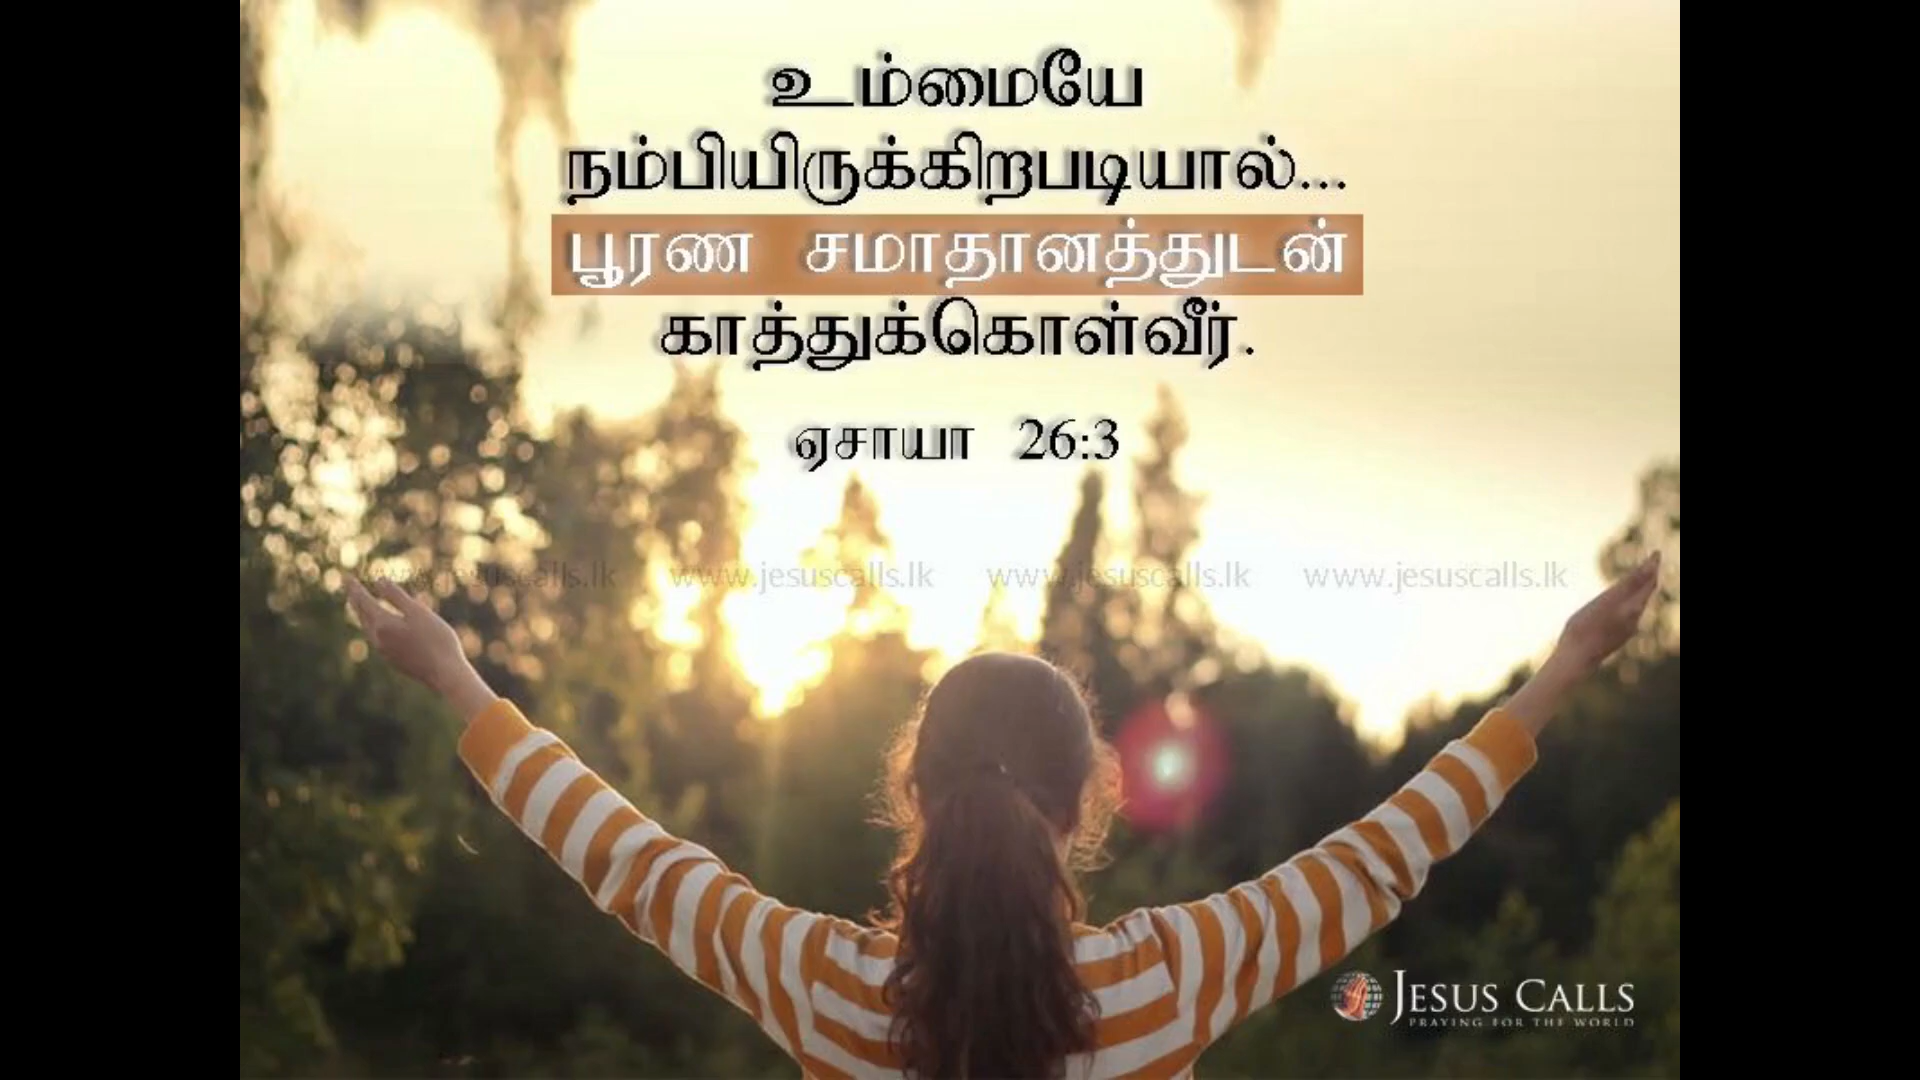 உம்மையே
நம்பியிருக்கிறபடியால்...
பூரண சமாதானத்துடன்
காத்துக்கொள்வீர்.
ஏசாயா 26:3
www.jesuscalls.lk www.jesuscalls.lk www.jesuscalls.lk www.jesuscalls.lk
JESUS CALLS
PRAYING FOR THE WORLD